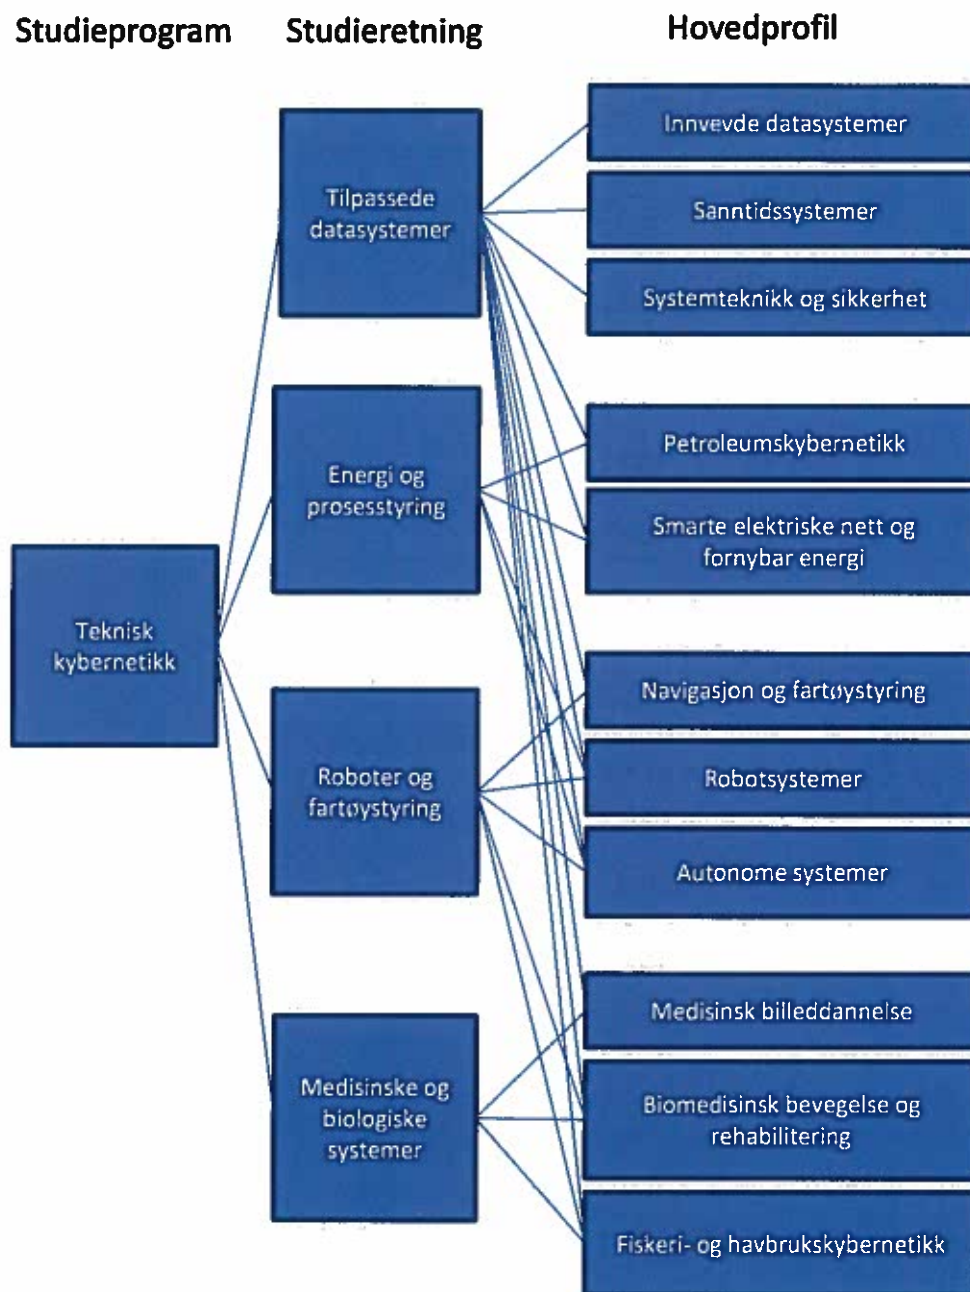 Studieprogram
Studieretning
Hovedprofil
Teknisk
kybernetikk
Tilpassede
datasystemer
Energi og
prosesstyring
Roboter og
fartøystyring
Medisinske og
biologiske
systemer
Innvevde datasystemer
Sanntidssystemer
Systemteknikk og sikkerhet
Petroleumskybernetikk
Smarte elektriske nett og
fornybar energi
Navigasjon og fartøystyring
Robotsystemer
Autonome systemer
Medisinsk billeddannelse
Biomedisinsk bevegelse og
rehabilitering
Fiskeri- og havbrukskybernetikk